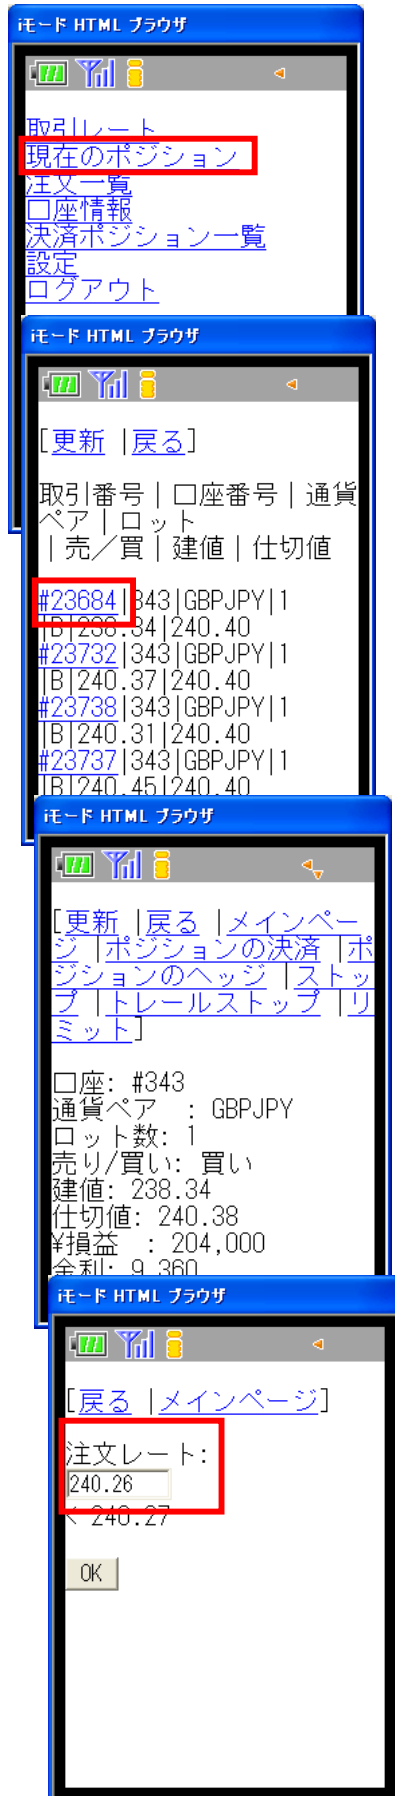 iモード HTML ブラウザ
取引レート
現在のポジション
注文一覧
口座情報
決済ポジション一覧
設定
ログアウト
iモード HTML ブラウザ
[更新 |戻る]
取引番号|口座番号|通貨
ペア|ロット
|売/買|建値|仕切値
#23684|343|GBPJPY|1
|B|238.34|240.40
#23732|343|GBPJPY|1
|B|240.37|240.40
#23738|343|GBPJPY|1
|B|240.31|240.40
#23737|343|GBPJPY|1
|B|240.45|240.40
iモード HTML ブラウザ
[更新 |戻る |メインペー
ジ |ポジションの決済 |ポ
ジションのヘッジ |ストッ
プ |トレールストップ |リ
ミット]
口座: #343
通貨ペア : GBPJPY
ロット数: 1
売り/買い: 買い
建値: 238.34
仕切値: 240.38
¥損益 : 204,000
金利: 9,360
iモード HTML ブラウザ
[戻る |メインページ]
注文レート:
240.26
< 240.27
OK